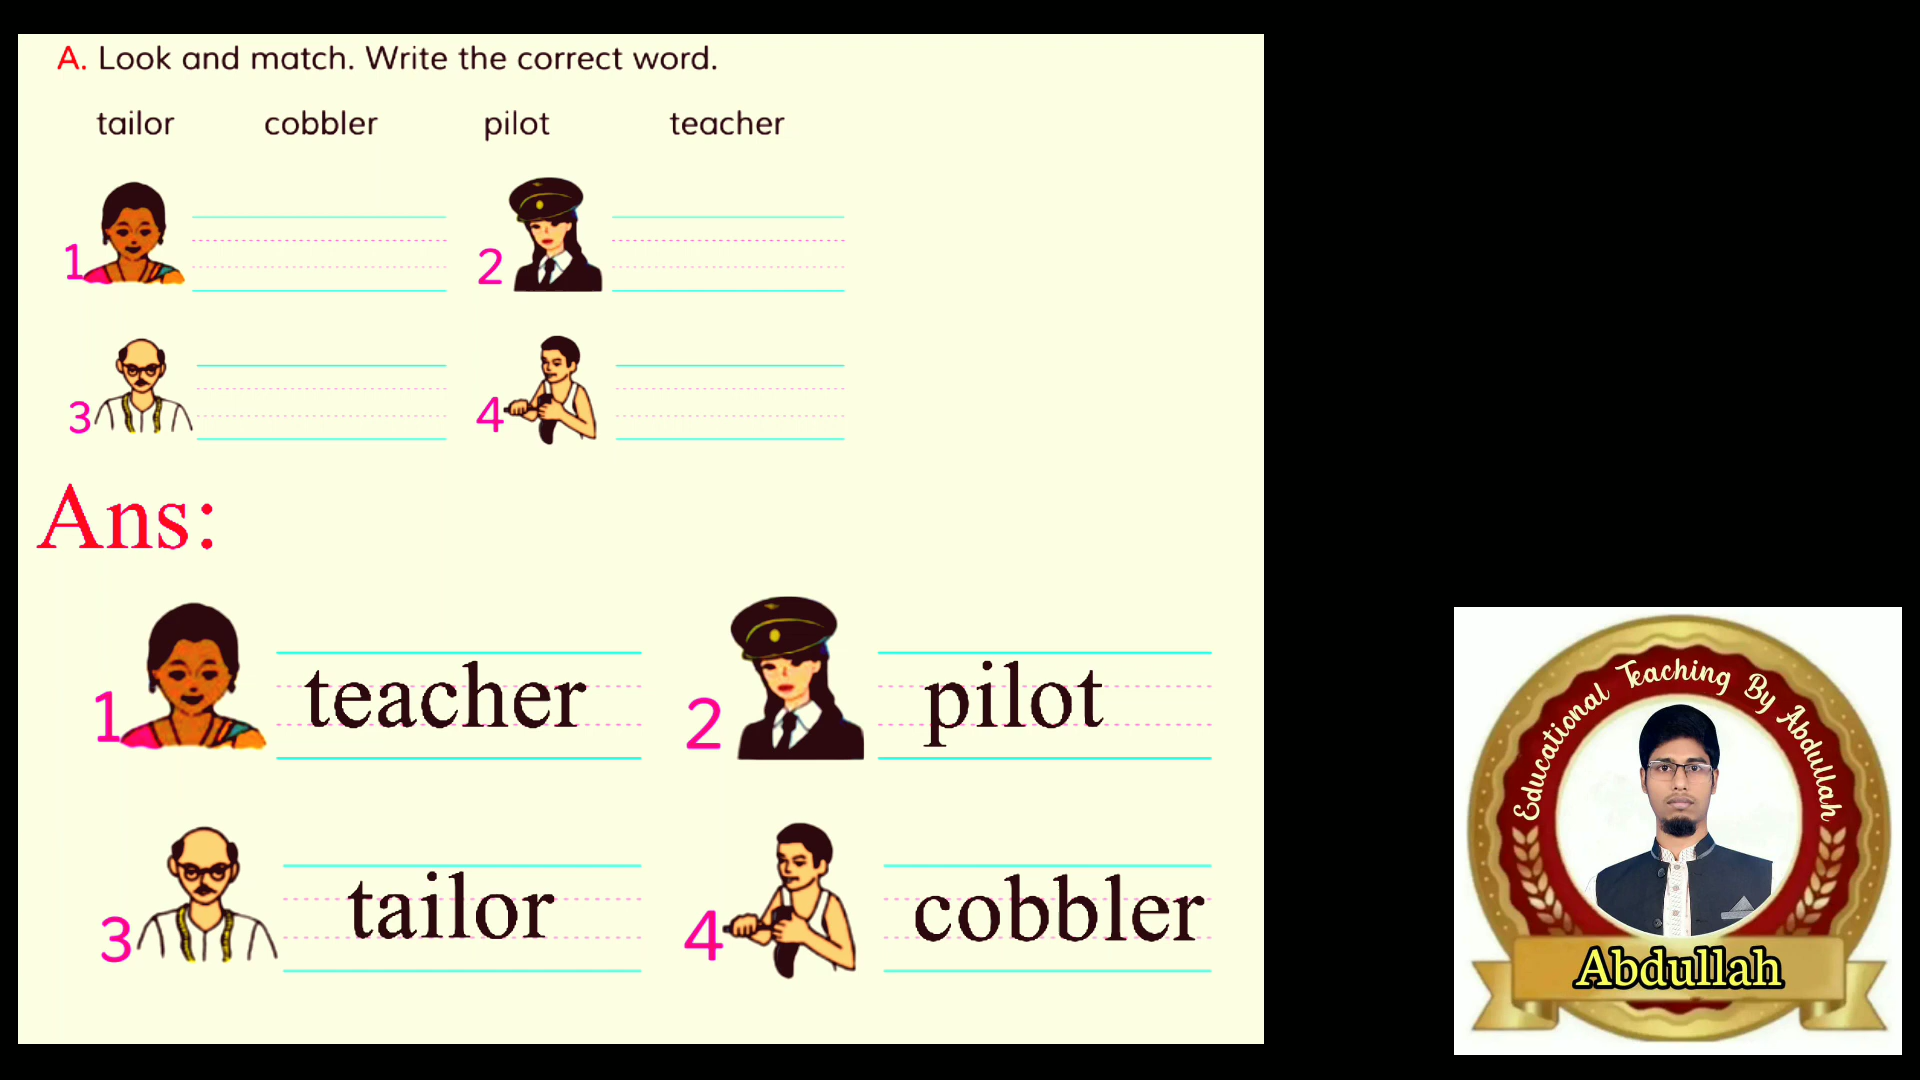 A. Look and match. Write the correct word.
tailor cobbler pilot teacher
1 2
3 4
Ans:
1 teacher 2 pilot
3 tailor 4 cobbler
Educational Teaching By Abdullah
Abdullah